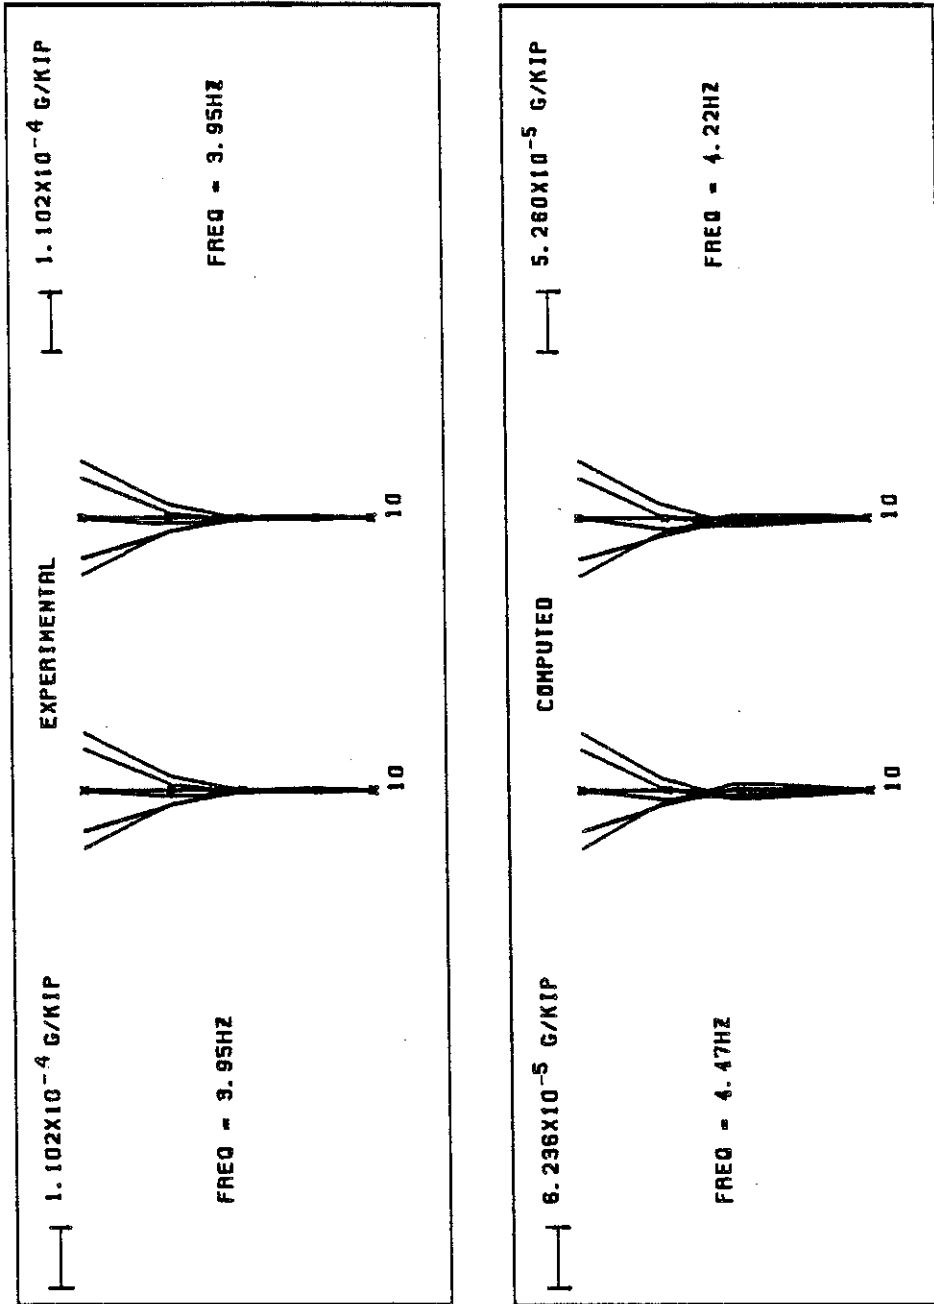 1.102X10⁻⁴ G/KIP
EXPERIMENTAL
1.102X10⁻⁴ G/KIP
FREQ = 3.95HZ
FREQ = 3.95HZ
10
10
6.236X10⁻⁵ G/KIP
COMPUTED
5.260X10⁻⁵ G/KIP
FREQ = 4.47HZ
FREQ = 4.22HZ
10
10